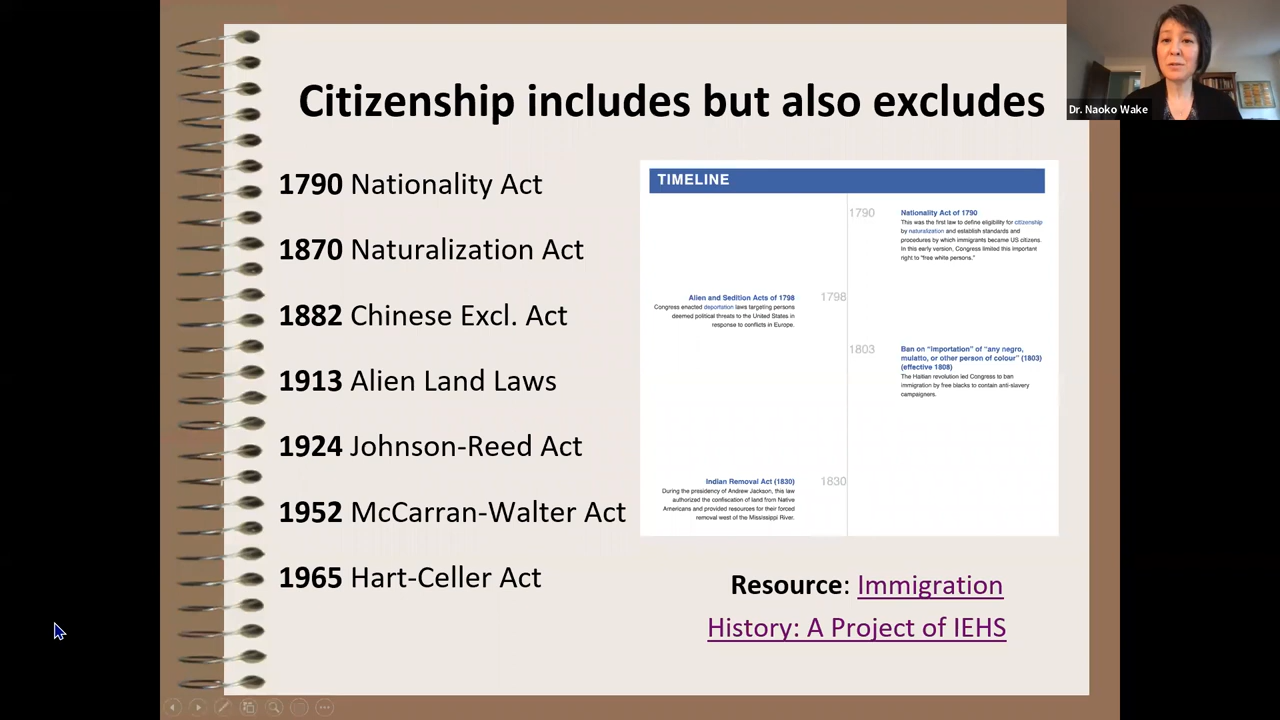 Citizenship includes but also excludes
Dr. Naoko Wake
1790 Nationality Act
1870 Naturalization Act
1882 Chinese Excl. Act
1913 Alien Land Laws
1924 Johnson-Reed Act
1952 McCarran-Walter Act
1965 Hart-Celler Act
TIMELINE
1790
Nationality Act of 1790
This was the first law to define eligibility for citizenship
by naturalization and establish standards and
procedures by which immigrants became US citizens.
In this early version, Congress limited this important
right to "free white persons."
Alien and Sedition Acts of 1798
1798
Congress enacted deportation laws targeting persons
deemed political threats to the United States in
response to conflicts in Europe.
1803
Ban on "importation" of "any negro,
mulatto, or other person of colour" (1803)
(effective 1808)
The Haitian revolution led Congress to ban
immigration by free blacks to contain anti-slavery
campaigners.
Indian Removal Act (1830)
1830
During the presidency of Andrew Jackson, this law
authorized the confiscation of land from Native
Americans and provided resources for their forced
removal west of the Mississippi River.
Resource: Immigration
History: A Project of IEHS